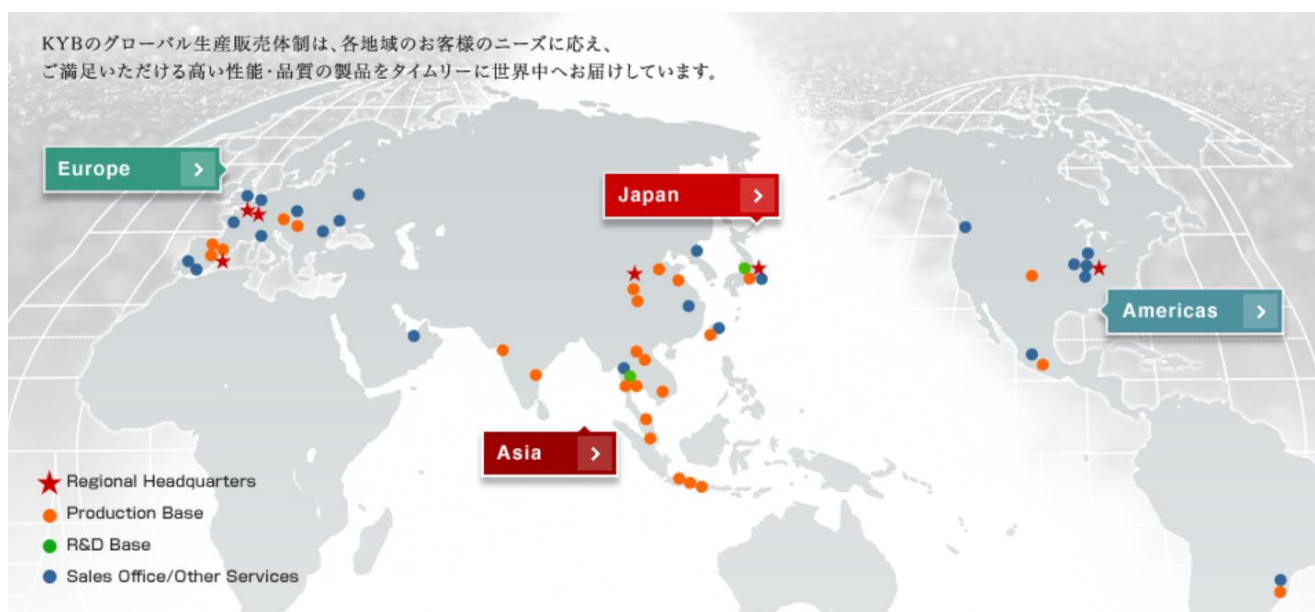 KYBのグローバル生産販売体制は、各地域のお客様のニーズに応え、
ご満足いただける高い性能・品質の製品をタイムリーに世界中へお届けしています。
Europe
Japan
Americas
Asia
Regional Headquarters
Production Base
R&D Base
Sales Office/Other Services